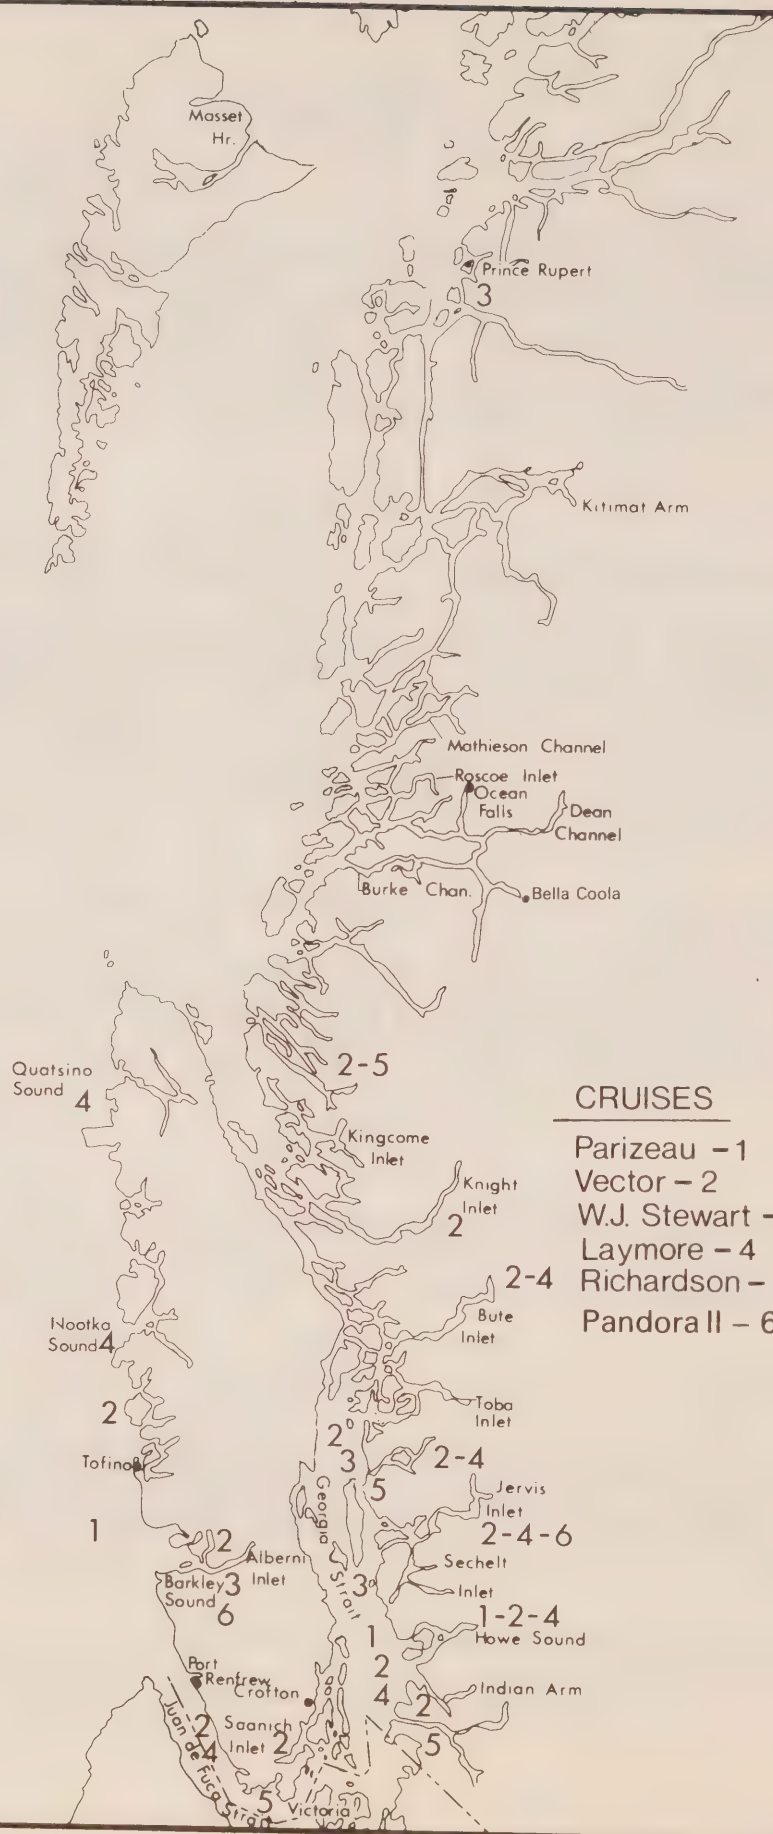 Masset
Hr.
Prince Rupert
3
Kitimat Arm
Mathieson Channel
Roscoe Inlet
Ocean
Falls
Dean
Channel
Burke Chan.
Bella Coola
2-5
Quatsino
Sound 4
CRUISES
Parizeau - 1
Vector - 2
W.J. Stewart -
Laymore - 4
Richardson -
Pandora II - 6
Kingcome
Inlet
Knight
Inlet
2
2-4
Bute
Inlet
Nootka
Sound 4
Toba
Inlet
2
2
3
2-4
Tofino
5
Jervis
Inlet
2-4-6
Georgia
Strait
1
2
Alberni
Inlet
Barkley 3
Sound
6
3
Sechelt
Inlet
1-2-4
Howe Sound
1
2
4
Port
Renfrew
Crofton
2
Indian Arm
2
4
Saanich
Inlet 2
5
Juan de Fuca Strait
5
Victoria